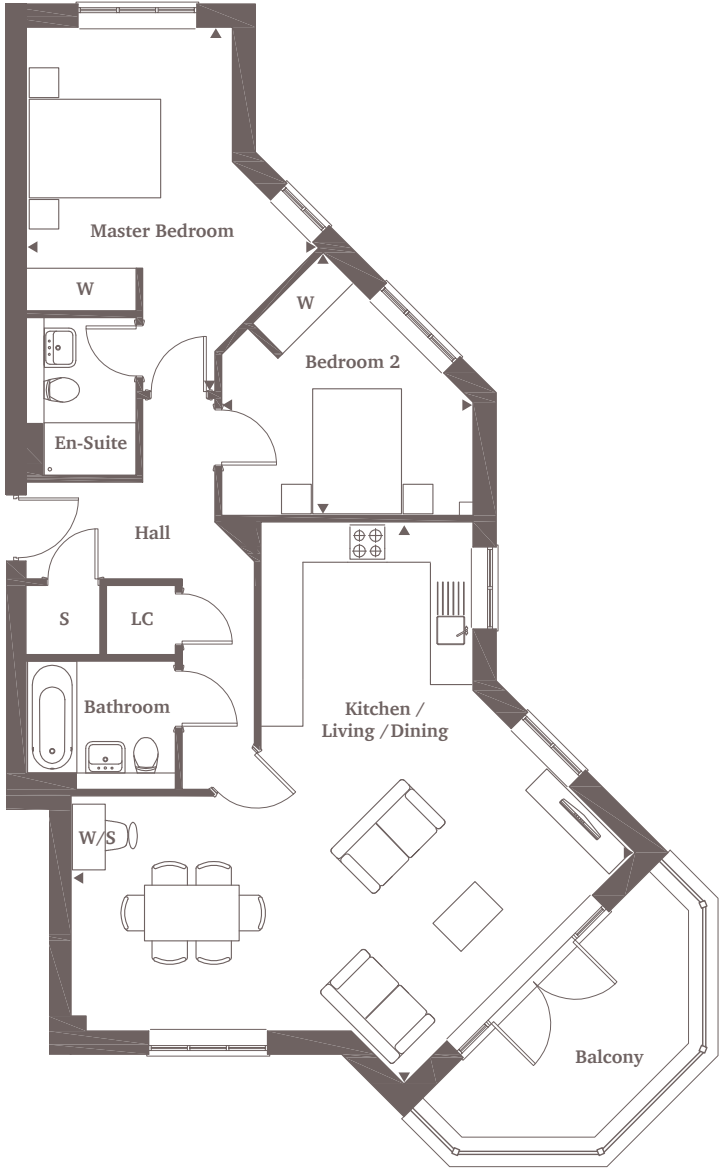 Master Bedroom
W
W
Bedroom 2
En-Suite
Hall
S
LC
Bathroom
Kitchen /
Living / Dining
W/S
Balcony